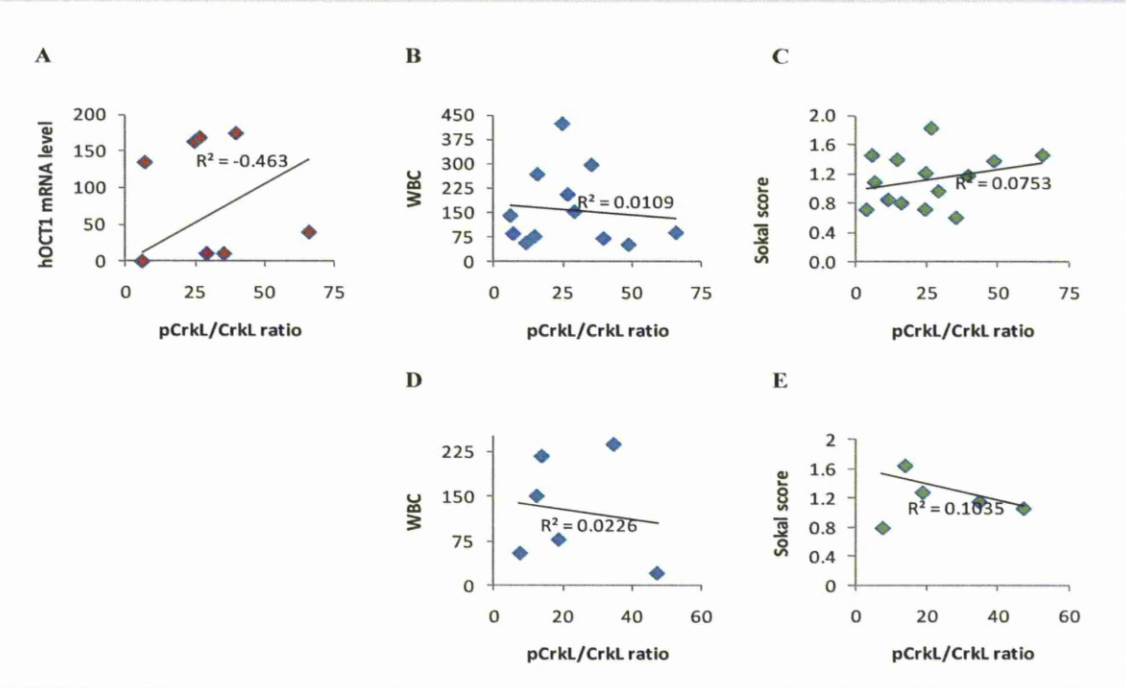 A
hOCT1 mRNA level
200
150
100
50
0
R² = -0.463
0 25 50 75
pCrkL/CrkL ratio
B
WBC
450
375
300
225
150
75
0
R² = 0.0109
0 25 50 75
pCrkL/CrkL ratio
C
Sokal score
2.0
1.6
1.2
0.8
0.4
0.0
R² = 0.0753
0 25 50 75
pCrkL/CrkL ratio
D
WBC
225
150
75
0
R² = 0.0226
0 20 40 60
pCrkL/CrkL ratio
E
Sokal score
2
1.6
1.2
0.8
0.4
0
R² = 0.1035
0 20 40 60
pCrkL/CrkL ratio